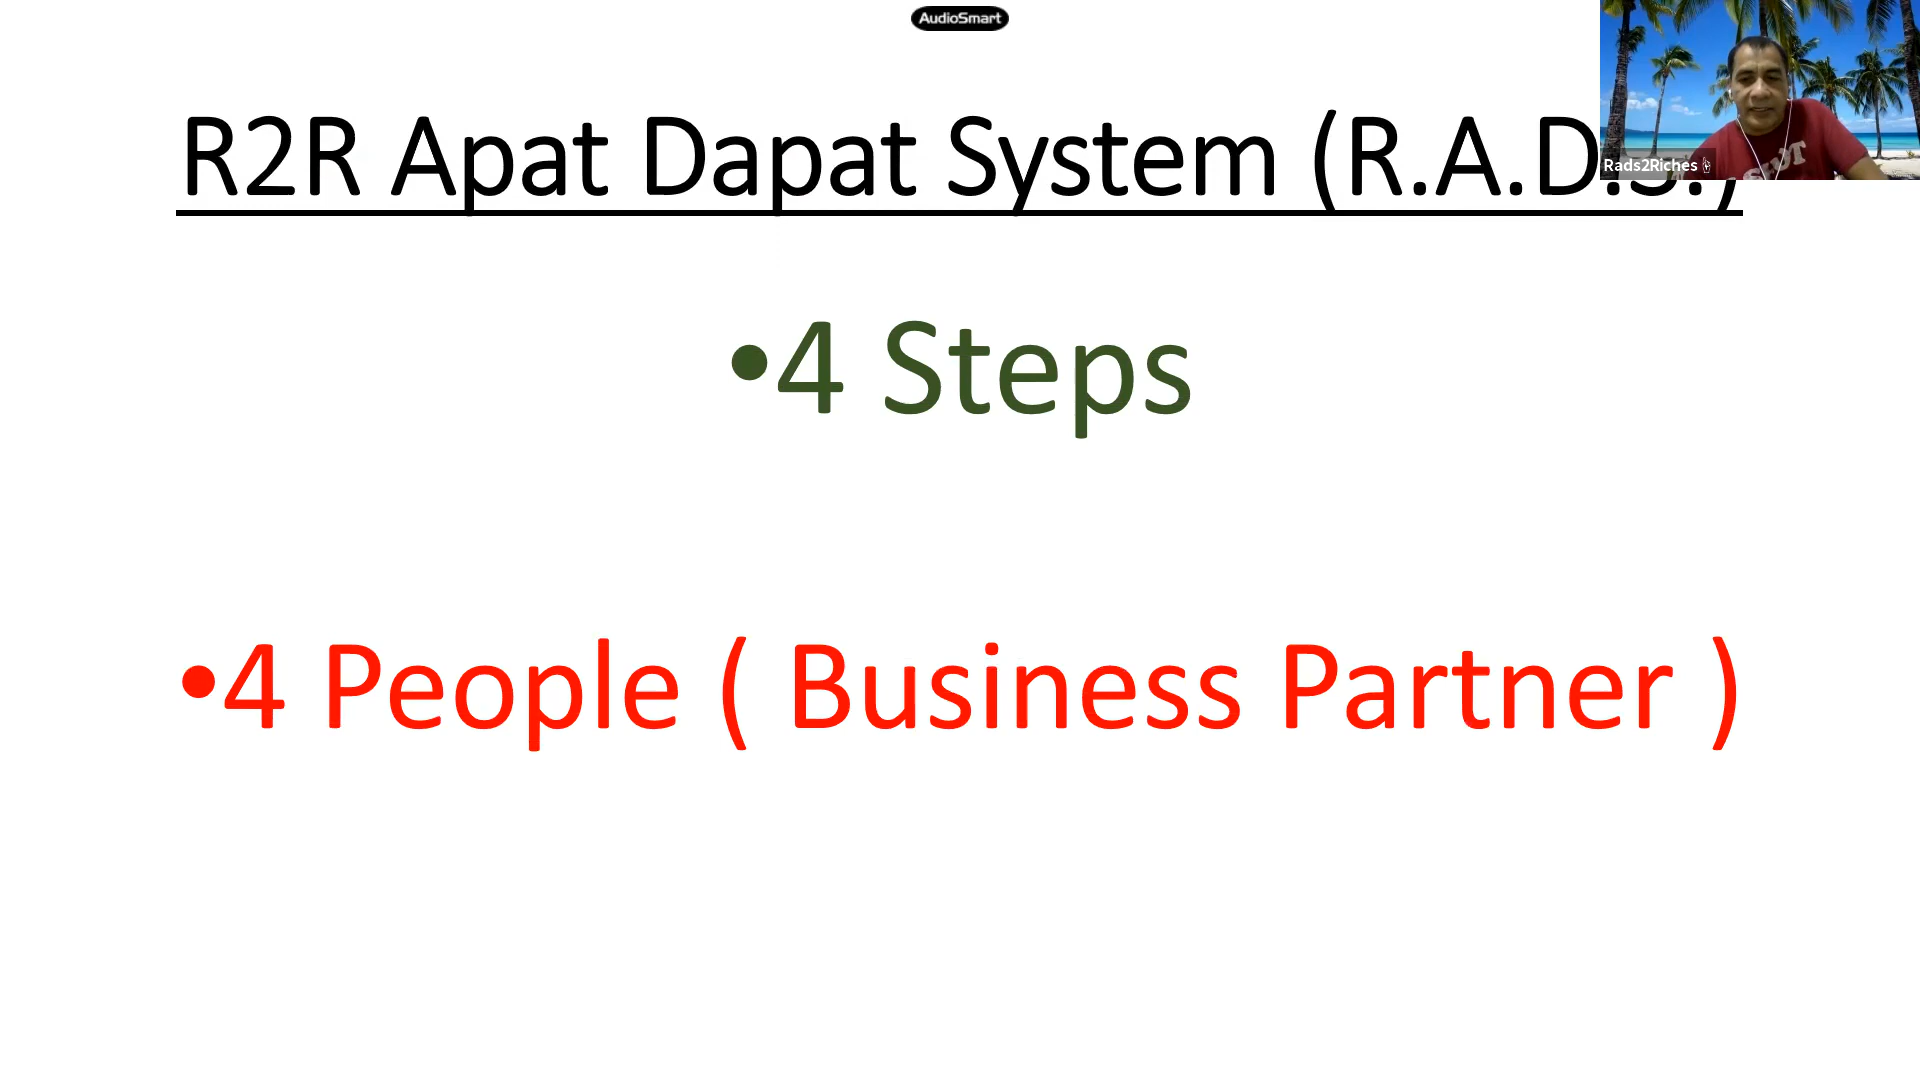 AudioSmart
R2R Apat Dapat System (R.A.D.S.)
Rads2Riches
•4 Steps
•4 People ( Business Partner )